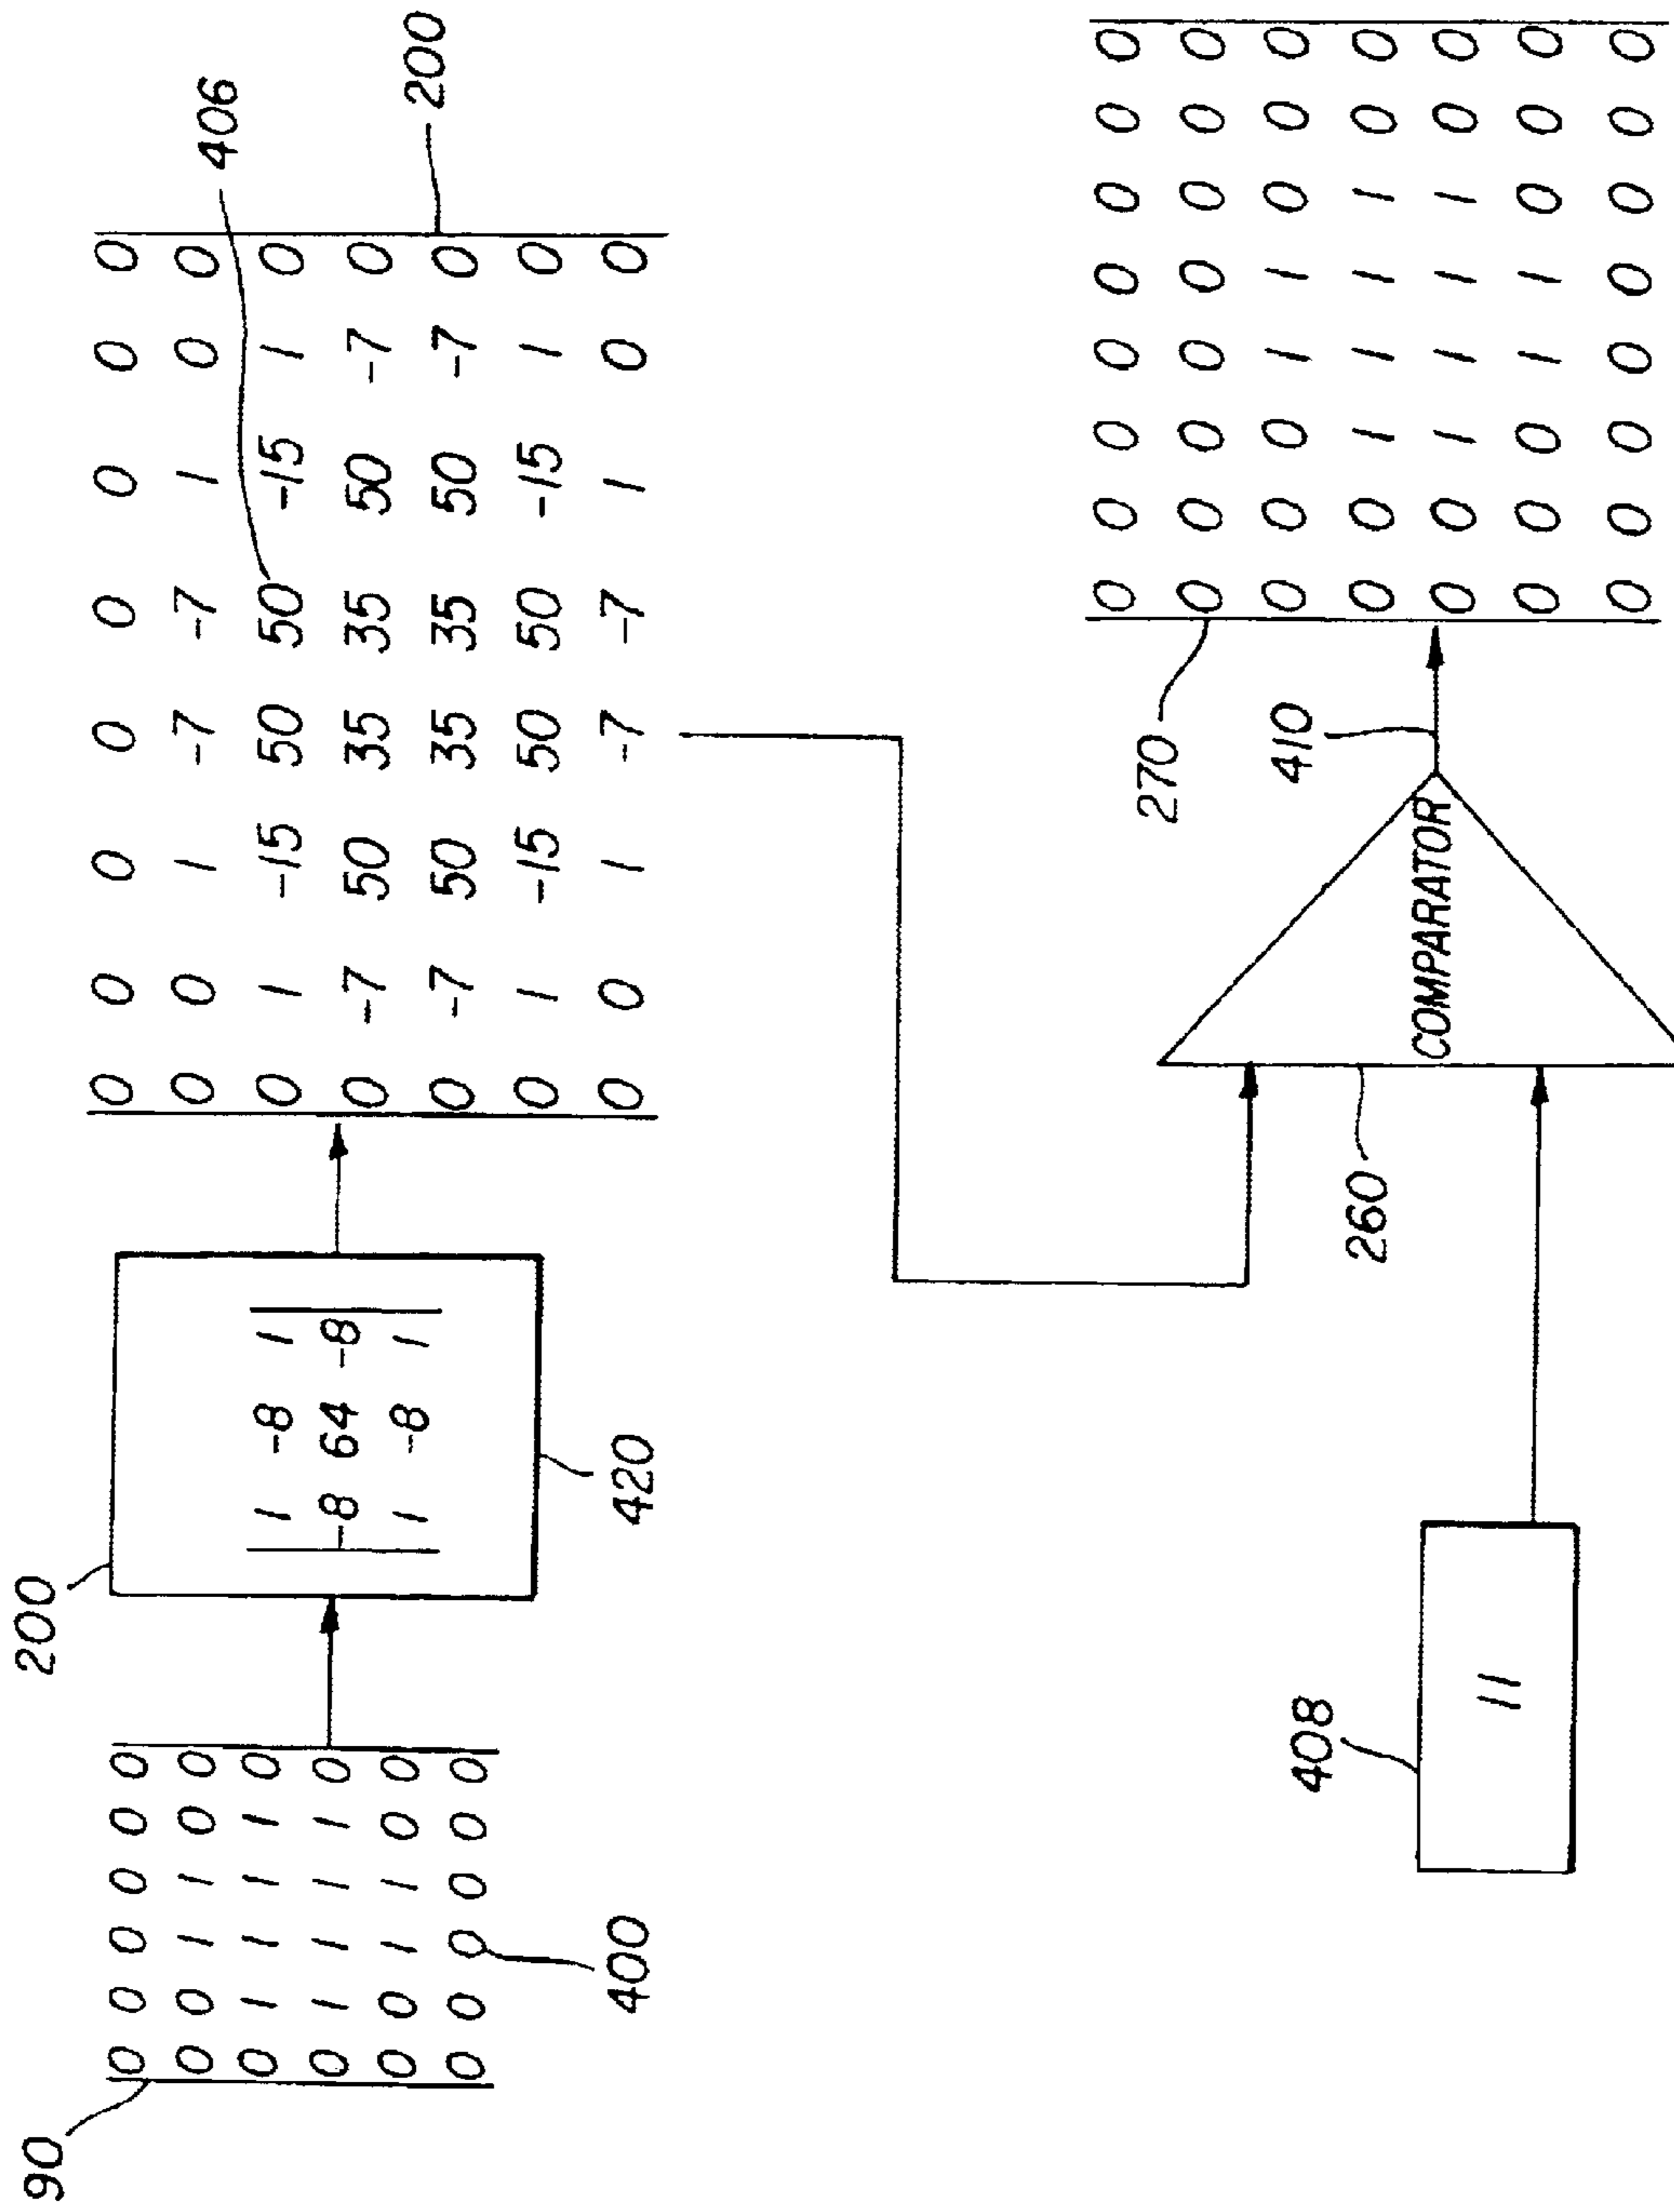 90
0 0 0 0 0 0
0 0 1 1 0 0
0 1 1 1 1 0
0 1 1 1 1 0
0 0 1 1 0 0
0 0 0 0 0 0
400
200
1 -8 1
-8 64 -8
1 -8 1
420
0 0 0 0 0 0 0 0
0 0 1 -7 -7 1 0 0
0 1 -15 50 50 -15 1 0
0 -7 50 35 35 50 -7 0
0 -7 50 35 35 50 -7 0
0 1 -15 50 50 -15 1 0
0 0 1 -7 -7 1 0 0
406
200
408
11
260
COMPARATOR
410
270
0 0 0 0 0 0 0 0
0 0 0 0 0 0 0 0
0 0 0 1 1 0 0 0
0 0 1 1 1 1 0 0
0 0 1 1 1 1 0 0
0 0 0 1 1 0 0 0
0 0 0 0 0 0 0 0